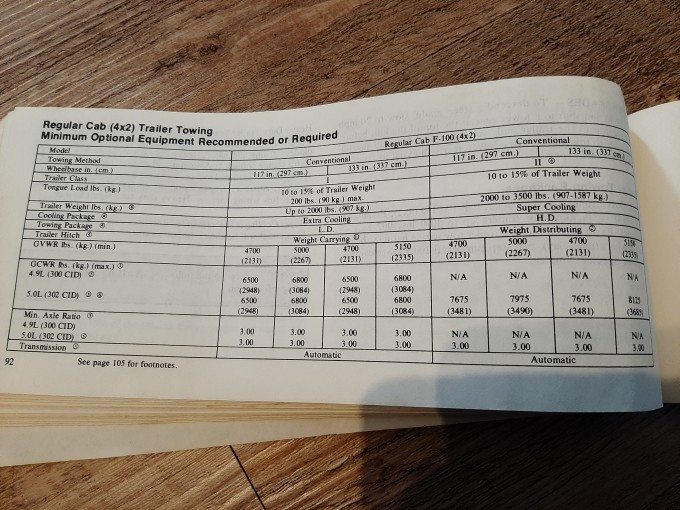 Regular Cab (4x2) Trailer Towing
Minimum Optional Equipment Recommended or Required
Model Regular Cab F-100 (4x2)
Towing Method Conventional Conventional
Wheelbase in. (cm.) 117 in. (297 cm.) 133 in. (337 cm.) 117 in. (297 cm.) 133 in. (337 cm.)
Trailer Class I II ⑤
Tongue Load lbs. (kg.) 10 to 15% of Trailer Weight 10 to 15% of Trailer Weight
200 lbs. (90 kg.) max.
Trailer Weight lbs. (kg.) Up to 2000 lbs. (907 kg.) 2000 to 3500 lbs. (907-1587 kg.)
Cooling Package Extra Cooling Super Cooling
Towing Package L.D. H.D.
Trailer Hitch Weight Carrying Weight Distributing
GVWR lbs. (kg.) (min.) 4700 5000 4700 5150 4700 5000 4700 5150
(2131) (2267) (2131) (2335) (2131) (2267) (2131) (2335)
GCWR lbs. (kg.) (max.) ①
4.9L (300 CID) 6500 6800 6500 6800 N/A N/A N/A N/A
(2948) (3084) (2948) (3084)
5.0L (302 CID) 6500 6800 6500 6800 7675 7975 7675 8125
(2948) (3084) (2948) (3084) (3481) (3490) (3481) (3685)
Min. Axle Ratio
4.9L (300 CID) 3.00 3.00 3.00 3.00 N/A N/A N/A N/A
5.0L (302 CID) 3.00 3.00 3.00 3.00 3.00 3.00 3.00 3.00
Transmission Automatic Automatic
92 See page 105 for footnotes.